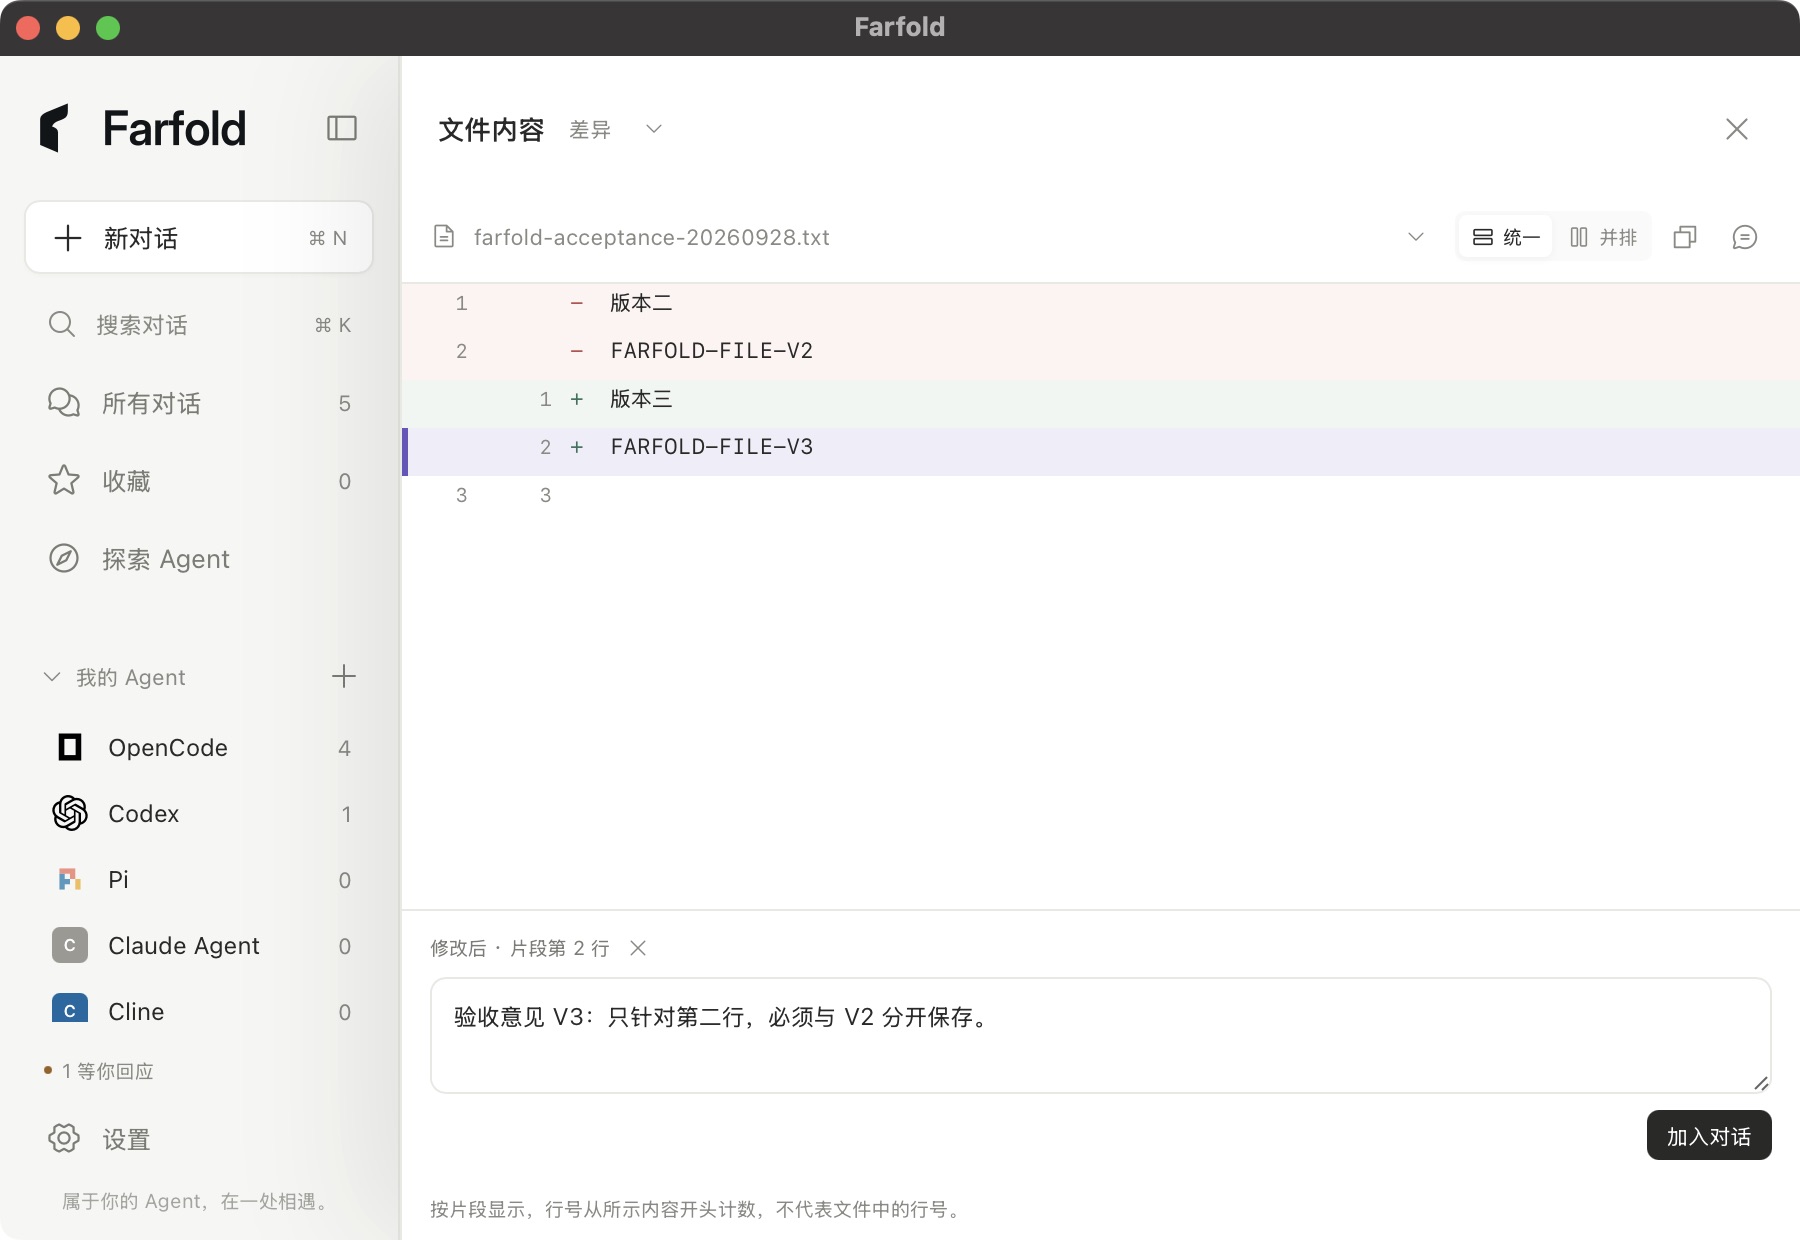 Farfold
Farfold
新对话 ⌘ N
搜索对话 ⌘ K
所有对话 5
收藏 0
探索 Agent
我的 Agent
OpenCode 4
Codex 1
Pi 0
C Claude Agent 0
C Cline 0
1 等你回应
设置
属于你的 Agent，在一处相遇。
文件内容 差异
farfold-acceptance-20260928.txt 统一 并排
1 − 版本二
2 − FARFOLD-FILE-V2
1 + 版本三
2 + FARFOLD-FILE-V3
3 3
修改后 · 片段第 2 行
验收意见 V3：只针对第二行，必须与 V2 分开保存。
加入对话
按片段显示，行号从所示内容开头计数，不代表文件中的行号。